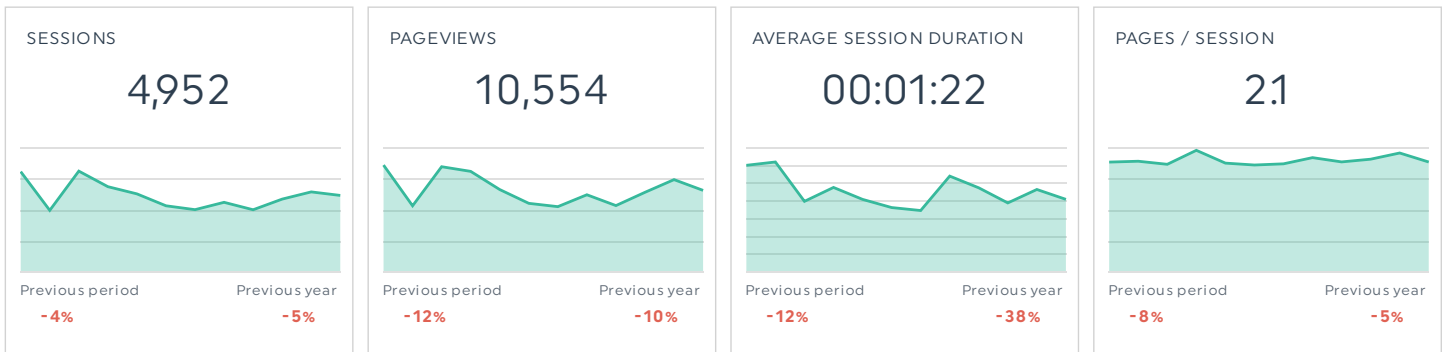 SESSIONS
4,952
Previous period
Previous year
-4%
-5%
PAGEVIEWS
10,554
Previous period
Previous year
-12%
-10%
AVERAGE SESSION DURATION
00:01:22
Previous period
Previous year
-12%
-38%
PAGES / SESSION
2.1
Previous period
Previous year
-8%
-5%